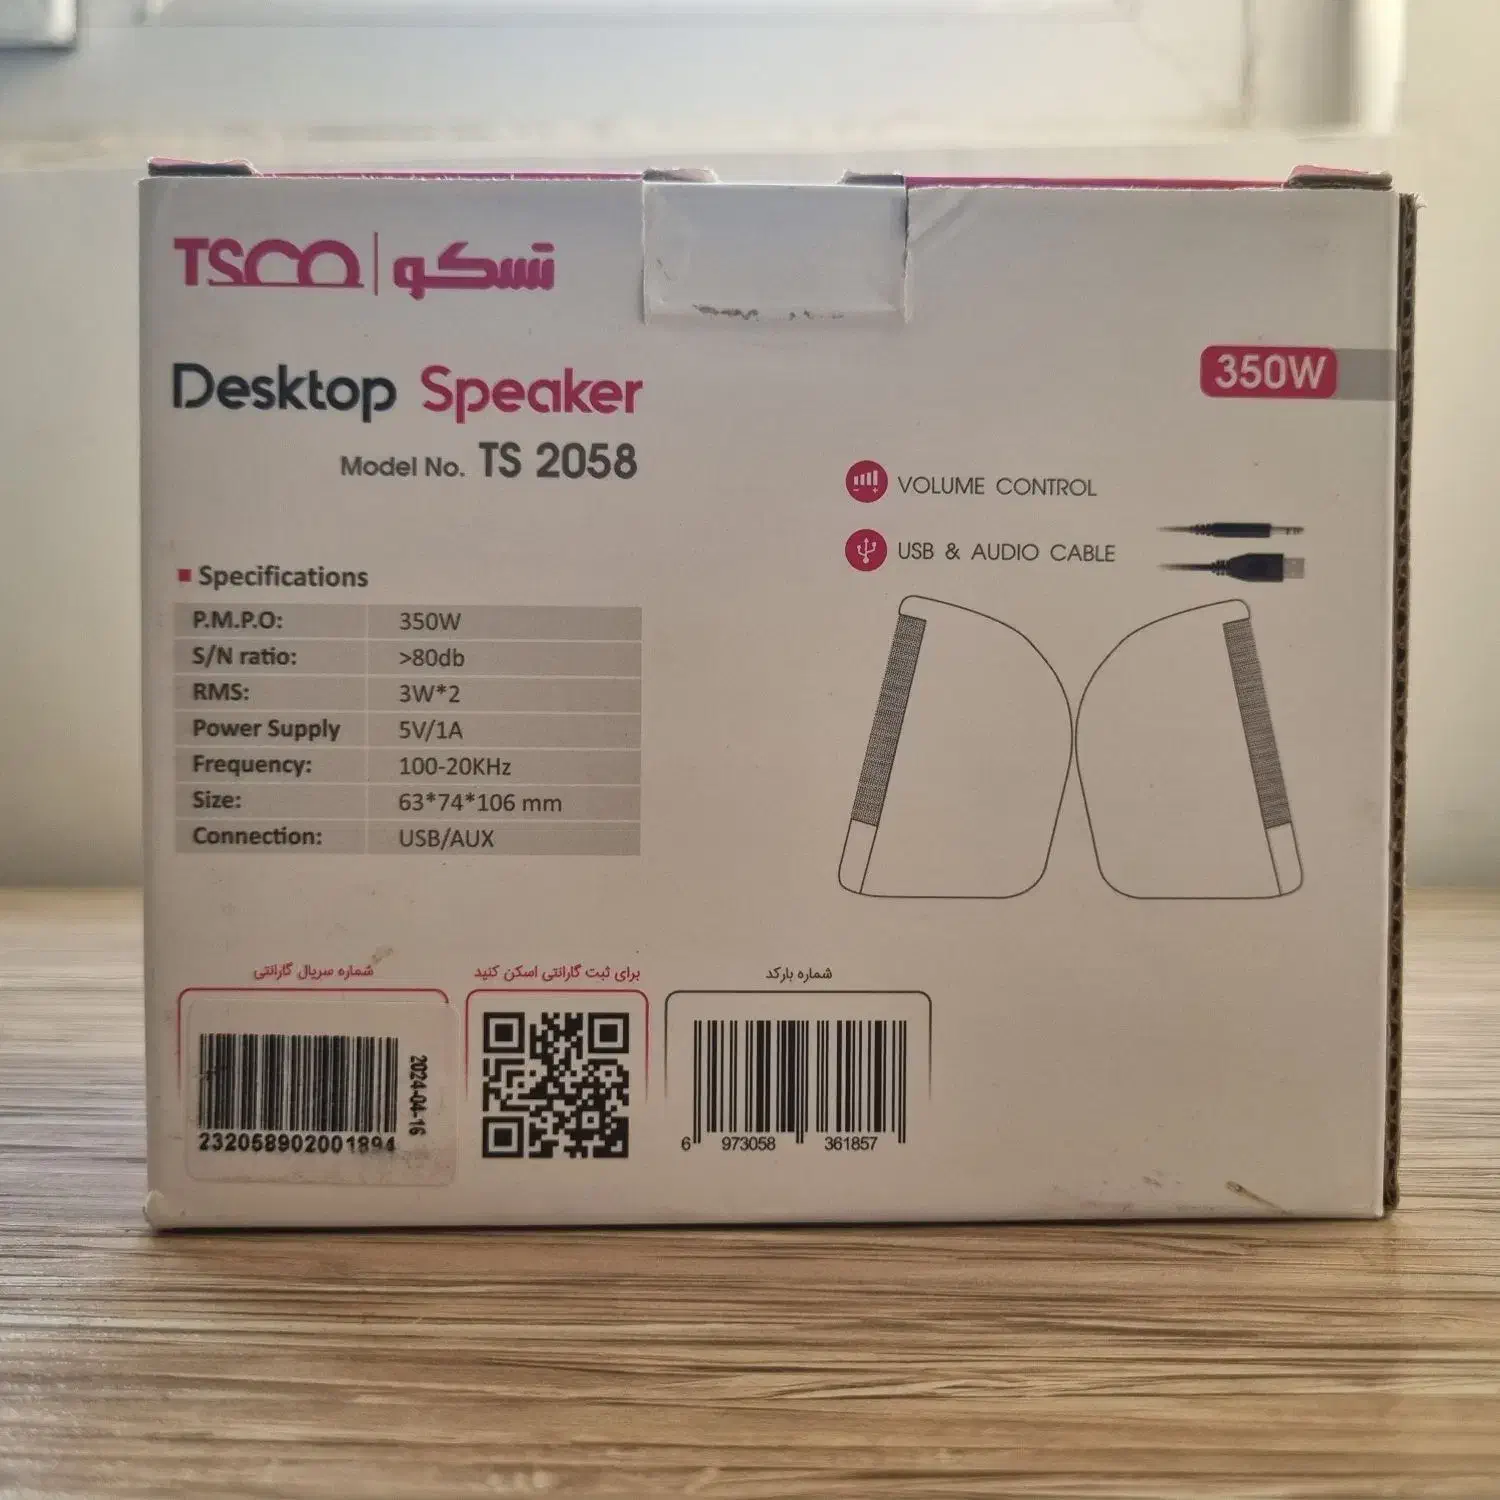 TSCO | تسکو
Desktop Speaker
Model No. TS 2058
350W
VOLUME CONTROL
USB & AUDIO CABLE
Specifications
P.M.P.O: 350W
S/N ratio: >80db
RMS: 3W*2
Power Supply 5V/1A
Frequency: 100-20KHz
Size: 63*74*106 mm
Connection: USB/AUX
شماره سریال گارانتی
232058902001894
2024-04-16
برای ثبت گارانتی اسکن کنید
شماره بارکد
6 973058 361857